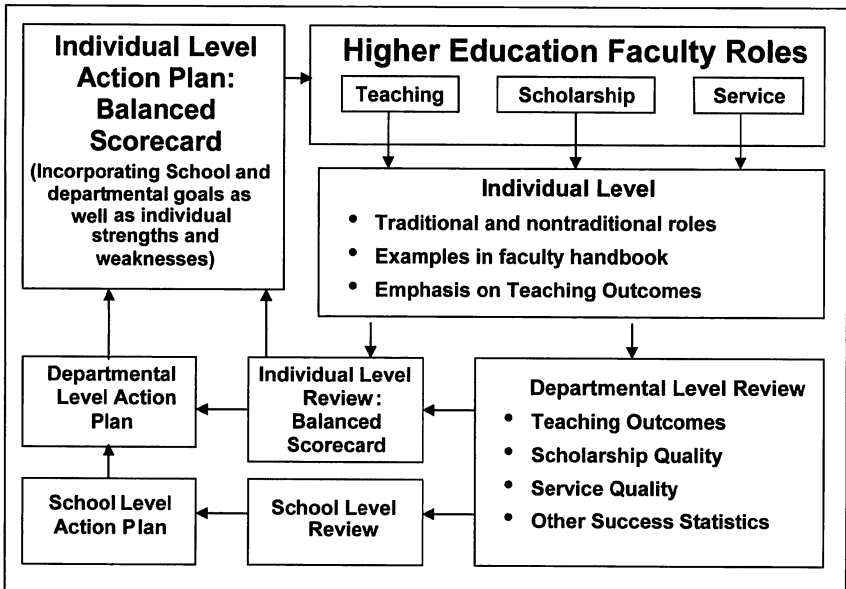 Individual Level
Action Plan:
Balanced
Scorecard
(Incorporating School and
departmental goals as
well as individual
strengths and
weaknesses)
Higher Education Faculty Roles
Teaching
Scholarship
Service
Individual Level
• Traditional and nontraditional roles
• Examples in faculty handbook
• Emphasis on Teaching Outcomes
Departmental
Level Action
Plan
Individual Level
Review:
Balanced
Scorecard
Departmental Level Review
• Teaching Outcomes
• Scholarship Quality
• Service Quality
• Other Success Statistics
School Level
Action Plan
School Level
Review